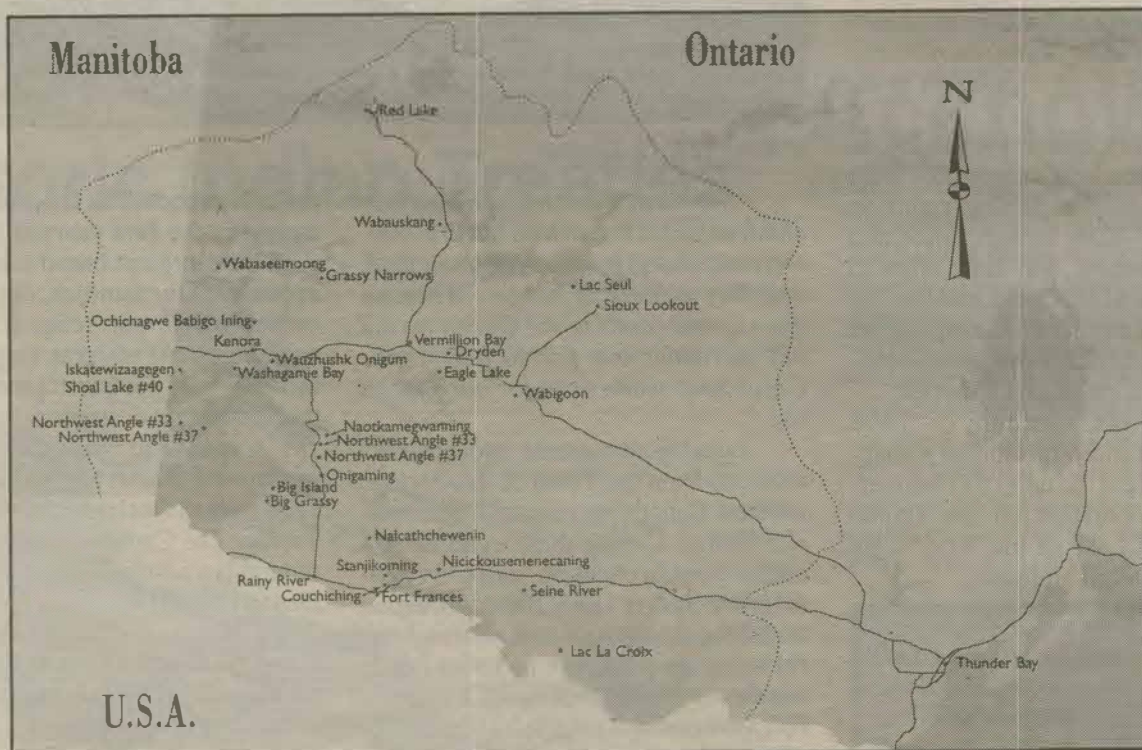 Manitoba
Ontario
N
Red Lake
Wabauskang
Wabaseemoong
Grassy Narrows
Lac Seul
Sioux Lookout
Ochichagwe Babigo Ining
Kenora
Vermillion Bay
Dryden
Wauzhushk Onigum
Iskatewizaagegen
Washagamie Bay
Eagle Lake
Shoal Lake #40
Wabigoon
Northwest Angle #33
Northwest Angle #37
Naotkamegwanning
Northwest Angle #33
Northwest Angle #37
Onigaming
Big Island
Big Grassy
Nalcathchewenin
Stanjikoming
Nicickousemenecaning
Rainy River
Couchiching
Fort Frances
Seine River
Lac La Croix
Thunder Bay
U.S.A.